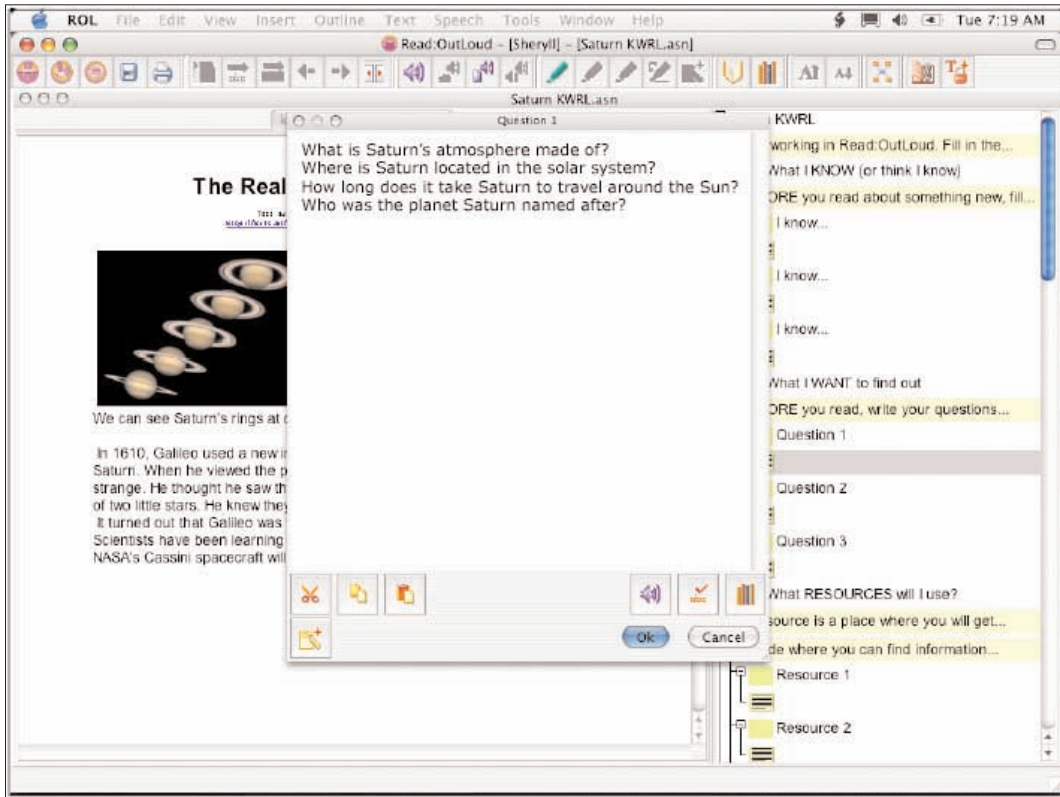 ROL File Edit View Insert Outline Text Speech Tools Window Help Tue 7:19 AM
Read:OutLoud – [Sheryll] – [Saturn KWRL.asn]
Saturn KWRL.asn
Question 1
What is Saturn's atmosphere made of?
Where is Saturn located in the solar system?
How long does it take Saturn to travel around the Sun?
Who was the planet Saturn named after?
Ok Cancel
The Real
We can see Saturn's rings at
In 1610, Galileo used a new
Saturn. When he viewed the
strange. He thought he saw
of two little stars. He knew they
It turned out that Galileo was
Scientists have been learning
NASA's Cassini spacecraft will
KWRL
working in Read:OutLoud. Fill in the...
What I KNOW (or think I know)
ORE you read about something new, fill...
I know...
I know...
I know...
What I WANT to find out
ORE you read, write your questions...
Question 1
Question 2
Question 3
What RESOURCES will I use?
source is a place where you will get...
de where you can find information...
Resource 1
Resource 2